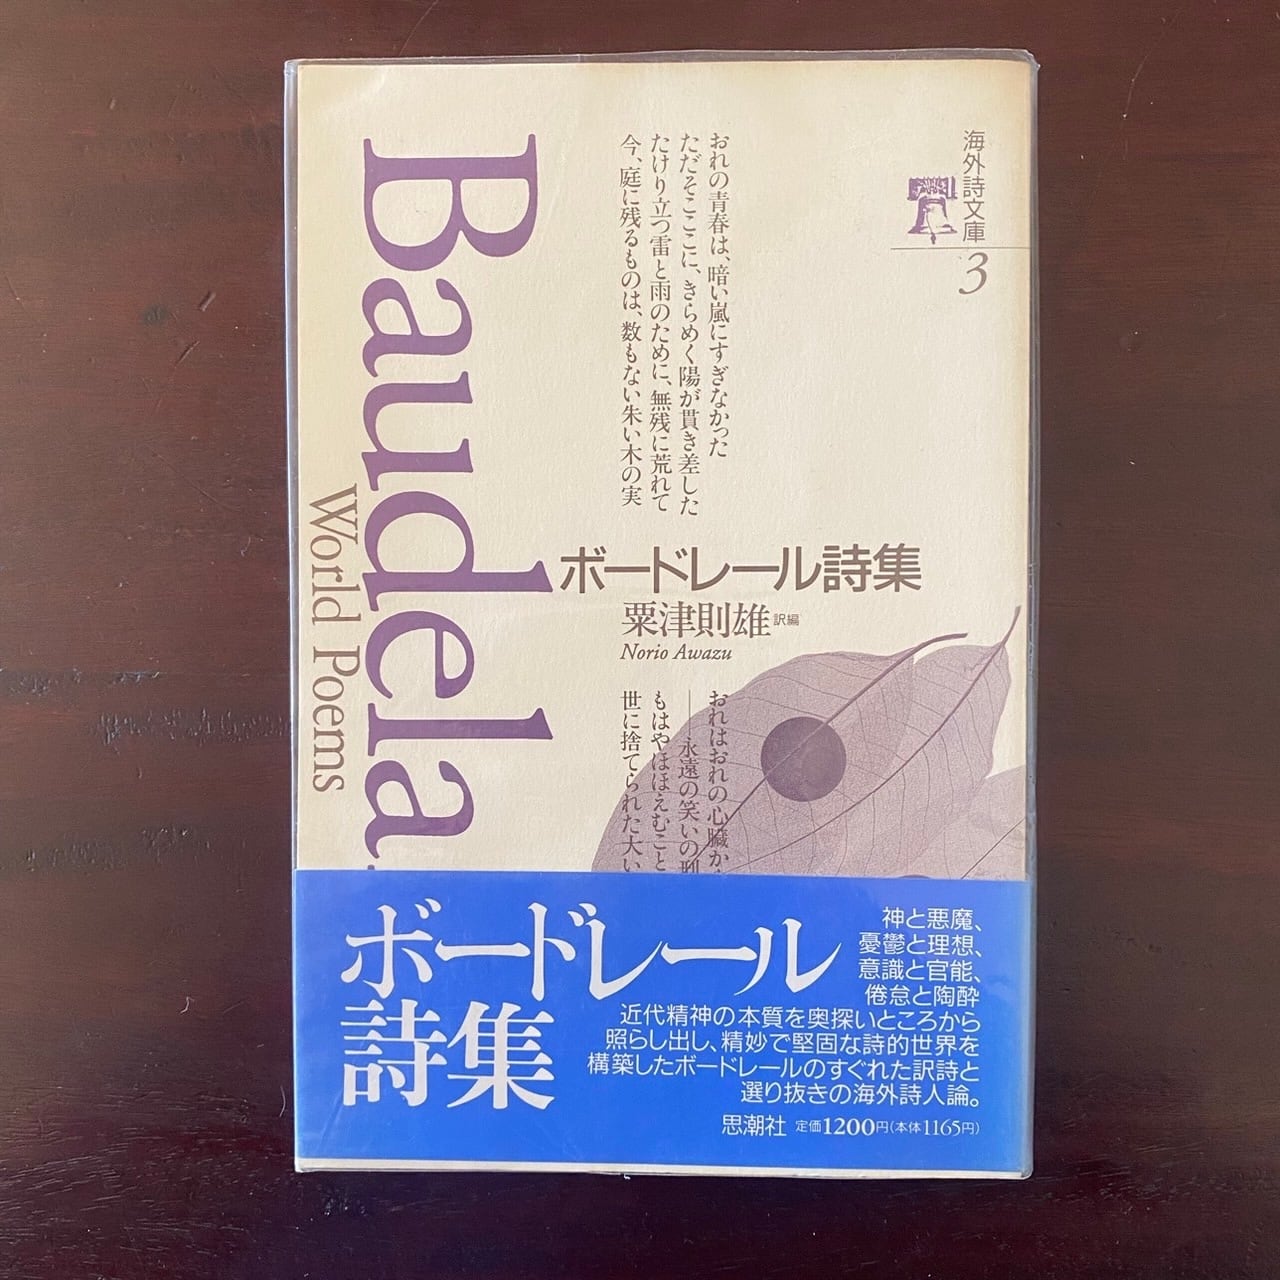 海外詩文庫
3
おれの青春は、暗い嵐にすぎなかった
ただそこここに、きらめく陽が貫き差した
たけり立つ雷と雨のために、無残に荒れて
今、庭に残るものは、数もない朱い木の実
Baudela
World Poems
ボードレール詩集
粟津則雄 訳編
Norio Awazu
おれはおれの心臓か
――永遠の笑いの刑
もはやほほえむこと
世に捨てられた大い
ボードレール
詩集
神と悪魔、
憂鬱と理想、
意識と官能、
倦怠と陶酔
近代精神の本質を奥探いところから
照らし出し、精妙で堅固な詩的世界を
構築したボードレールのすぐれた訳詩と
選り抜きの海外詩人論。
思潮社 定価1200円(本体1165円)